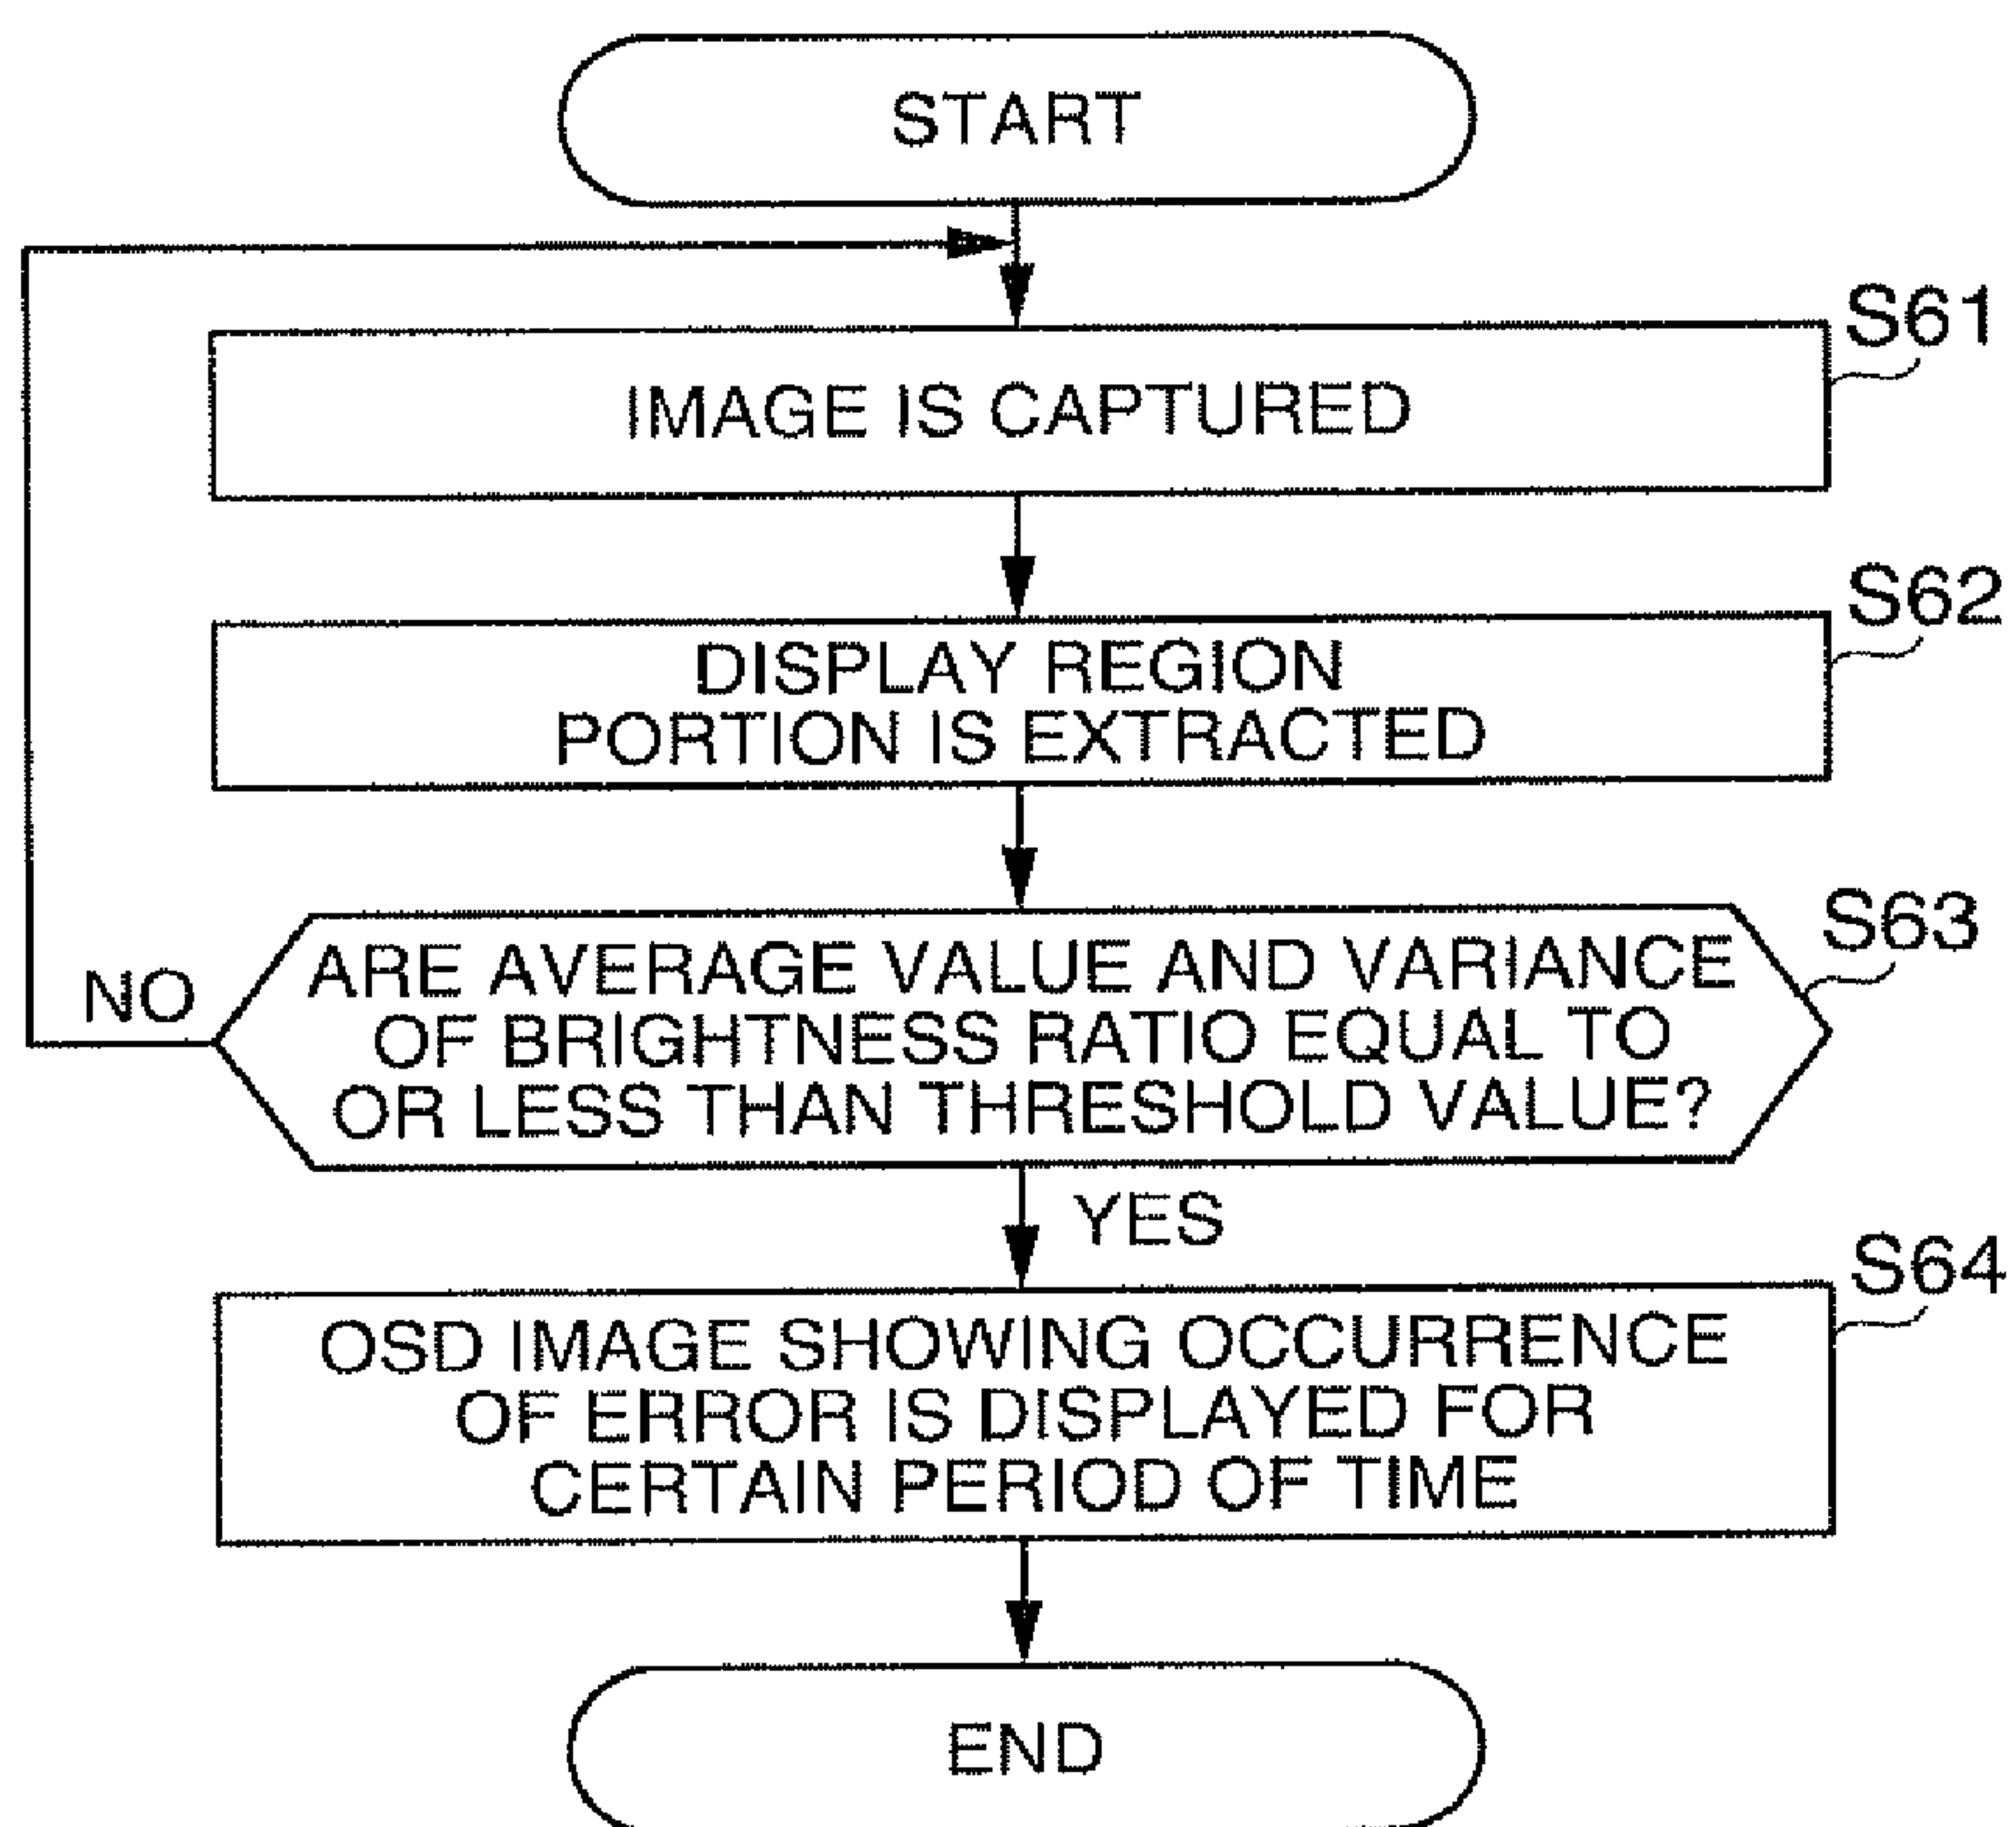 START
S61
IMAGE IS CAPTURED
S62
DISPLAY REGION
PORTION IS EXTRACTED
S63
ARE AVERAGE VALUE AND VARIANCE
OF BRIGHTNESS RATIO EQUAL TO
OR LESS THAN THRESHOLD VALUE?
NO
YES
S64
OSD IMAGE SHOWING OCCURRENCE
OF ERROR IS DISPLAYED FOR
CERTAIN PERIOD OF TIME
END